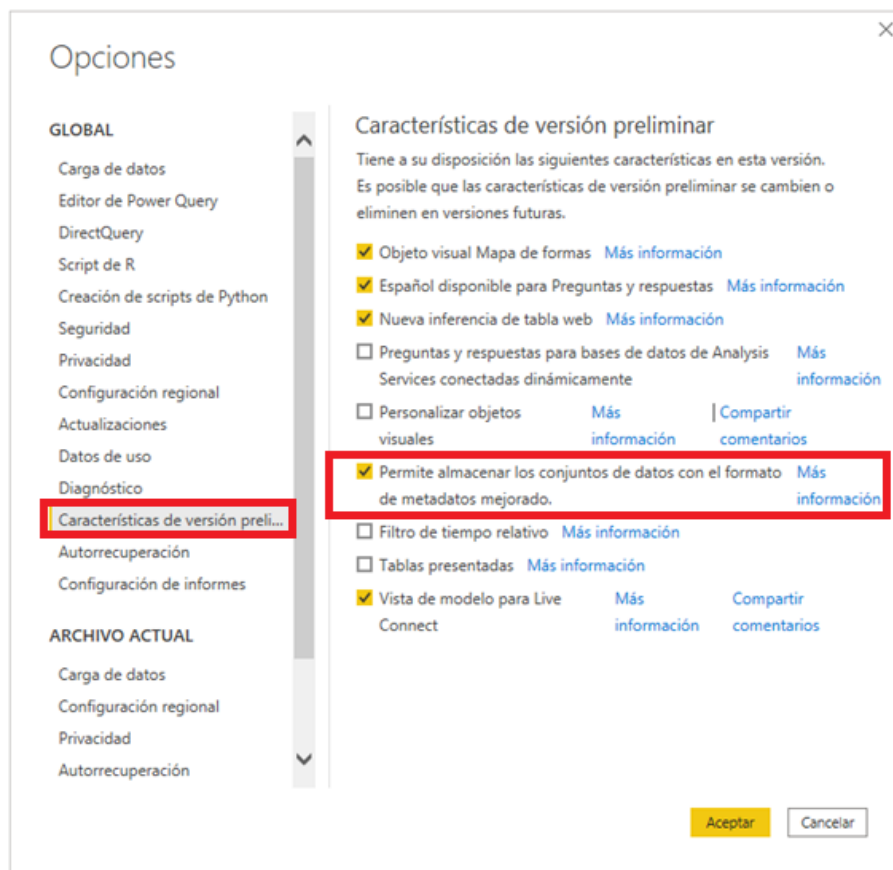 Opciones
GLOBAL
Carga de datos
Editor de Power Query
DirectQuery
Script de R
Creación de scripts de Python
Seguridad
Privacidad
Configuración regional
Actualizaciones
Datos de uso
Diagnóstico
Características de versión preli...
Autorrecuperación
Configuración de informes
ARCHIVO ACTUAL
Carga de datos
Configuración regional
Privacidad
Autorrecuperación
Características de versión preliminar
Tiene a su disposición las siguientes características en esta versión.
Es posible que las características de versión preliminar se cambien o
eliminen en versiones futuras.
Objeto visual Mapa de formas Más información
Español disponible para Preguntas y respuestas Más información
Nueva inferencia de tabla web Más información
Preguntas y respuestas para bases de datos de Analysis Más
Services conectadas dinámicamente información
Personalizar objetos Más | Compartir
visuales información comentarios
Permite almacenar los conjuntos de datos con el formato Más
de metadatos mejorado. información
Filtro de tiempo relativo Más información
Tablas presentadas Más información
Vista de modelo para Live Más Compartir
Connect información comentarios
Aceptar Cancelar